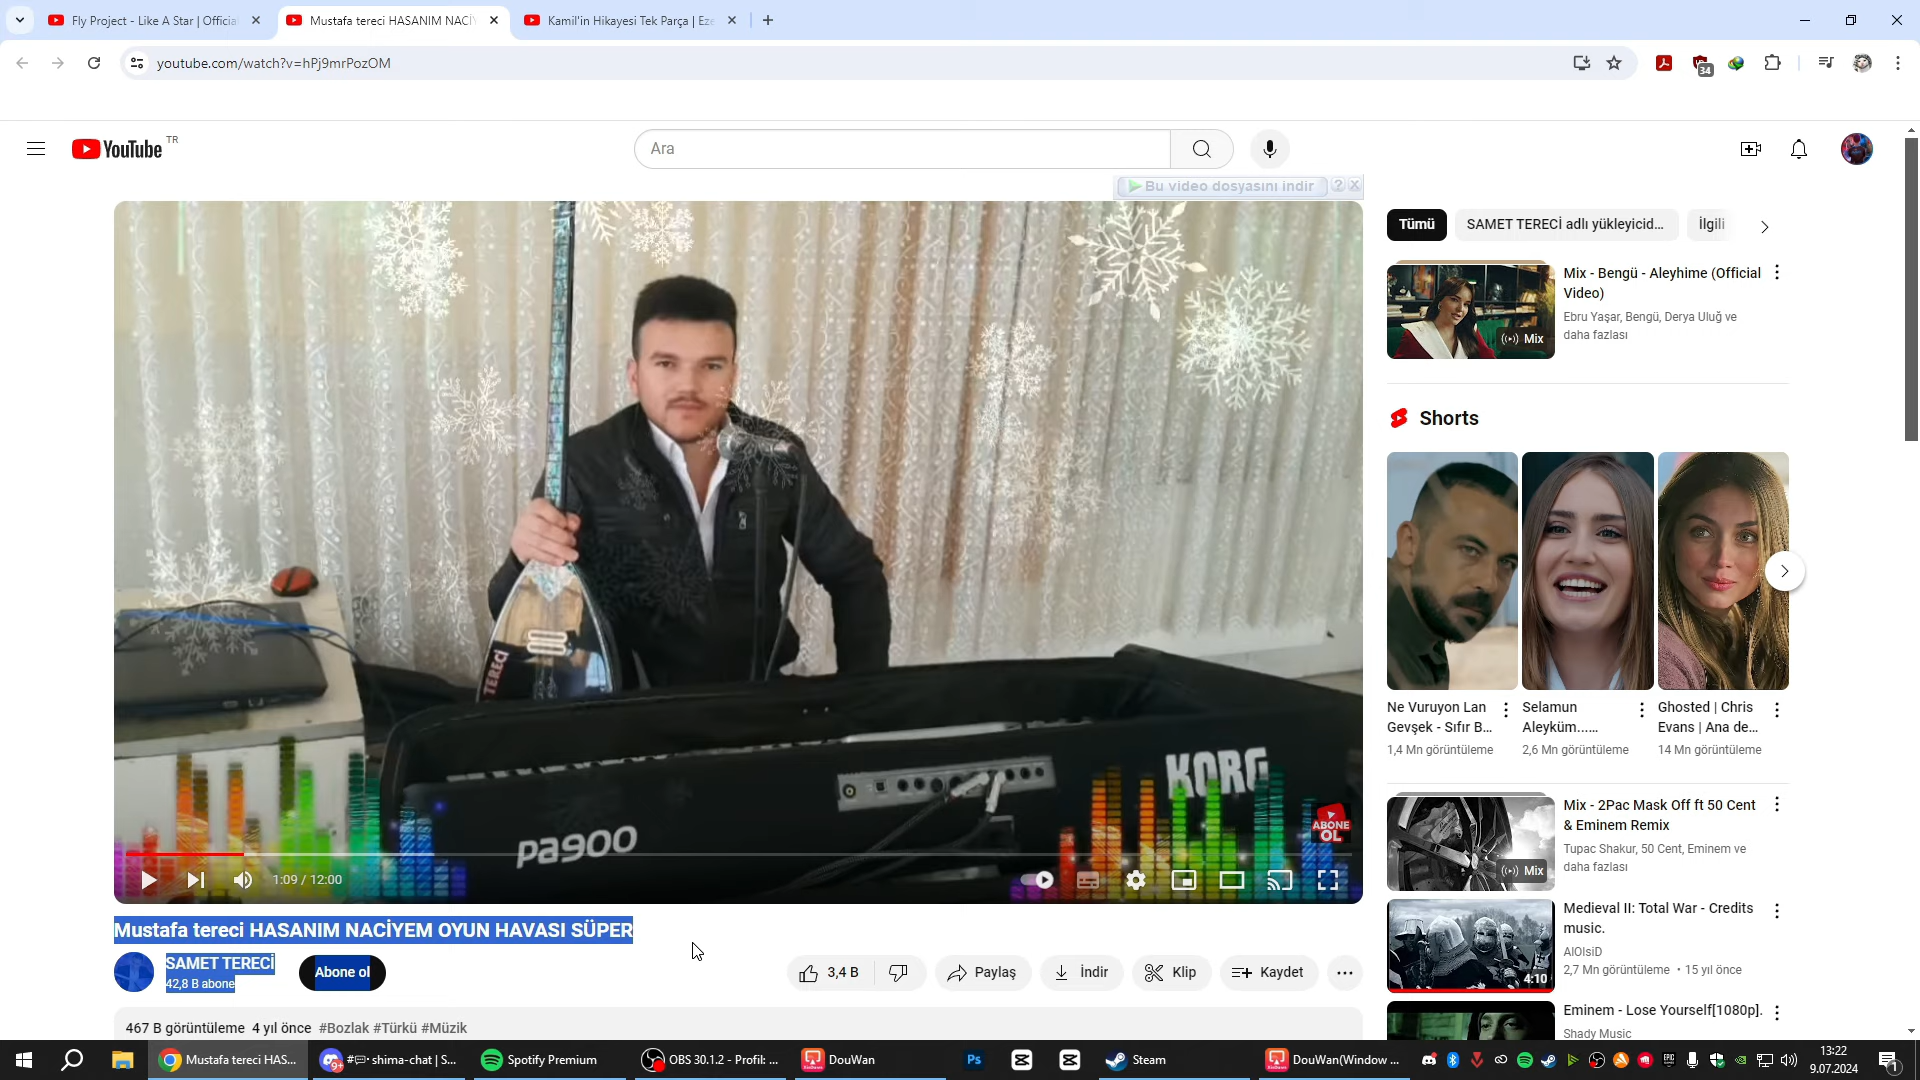 Fly Project - Like A Star | Official
Mustafa tereci HASANIM NACİY
Kamil'in Hikayesi Tek Parça | Eze
youtube.com/watch?v=hPj9mrPozOM
34
YouTube TR
Ara
Bu video dosyasını indir ? X
Tümü
SAMET TERECİ adlı yükleyicid...
İlgili
Mix - Bengü - Aleyhime (Official
Video)
Ebru Yaşar, Bengü, Derya Uluğ ve
daha fazlası
Mix
Shorts
Ne Vuruyon Lan
Gevşek - Sıfır B...
1,4 Mn görüntüleme
Selamun
Aleyküm......
2,6 Mn görüntüleme
Ghosted | Chris
Evans | Ana de...
14 Mn görüntüleme
TERECİ
KORG
pa900
ABONE
OL
1:09 / 12:00
Mix - 2Pac Mask Off ft 50 Cent
& Eminem Remix
Tupac Shakur, 50 Cent, Eminem ve
daha fazlası
Mix
Medieval II: Total War - Credits
music.
AlOlsiD
2,7 Mn görüntüleme • 15 yıl önce
4:10
Eminem - Lose Yourself[1080p].
Shady Music
Mustafa tereci HASANIM NACİYEM OYUN HAVASI SÜPER
SAMET TERECİ
42,8 B abone
Abone ol
3,4 B
Paylaş
İndir
Klip
Kaydet
467 B görüntüleme 4 yıl önce #Bozlak #Türkü #Müzik
Mustafa tereci HAS...
shima-chat | S...
Spotify Premium
OBS 30.1.2 - Profil: ...
DouWan
Ps
Steam
DouWan(Window ...
13:22
9.07.2024
1